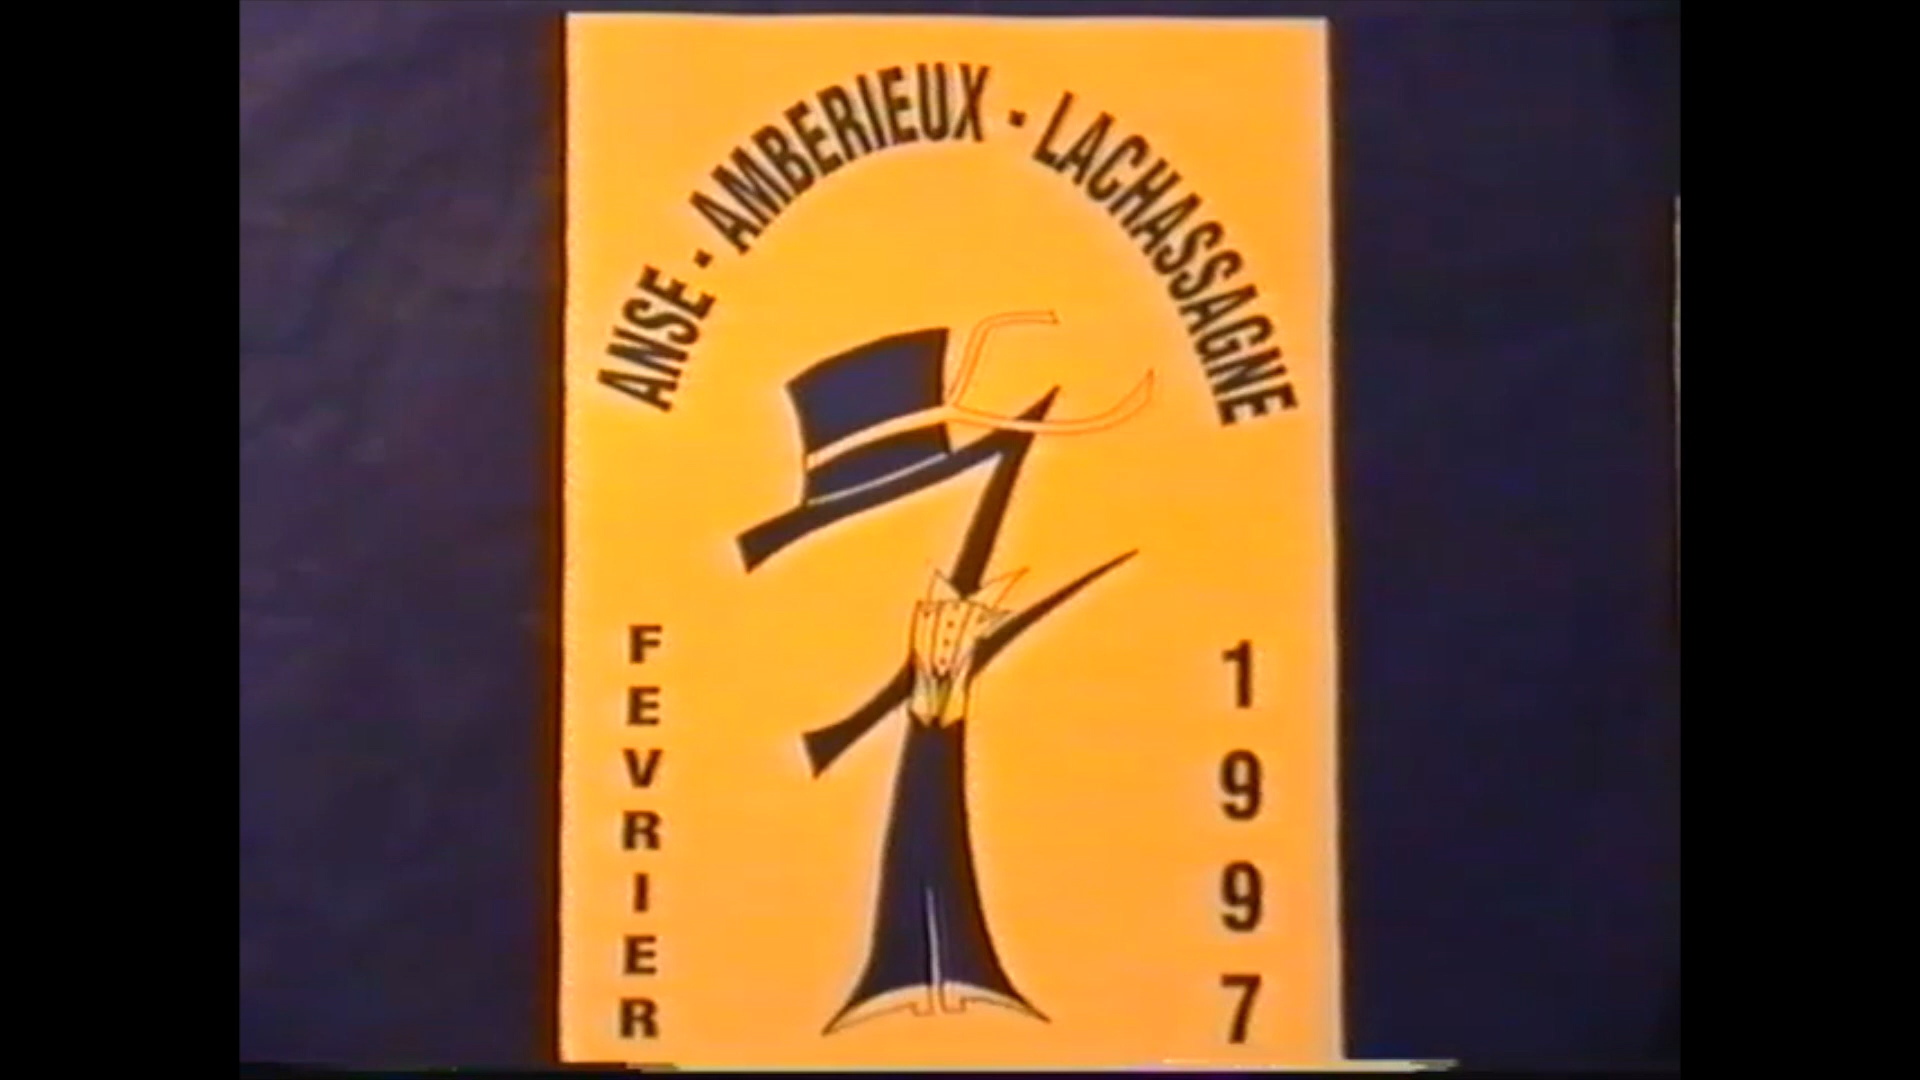 ANSE - AMBERIEUX - LACHASSAGNE
FEVRIER
1997